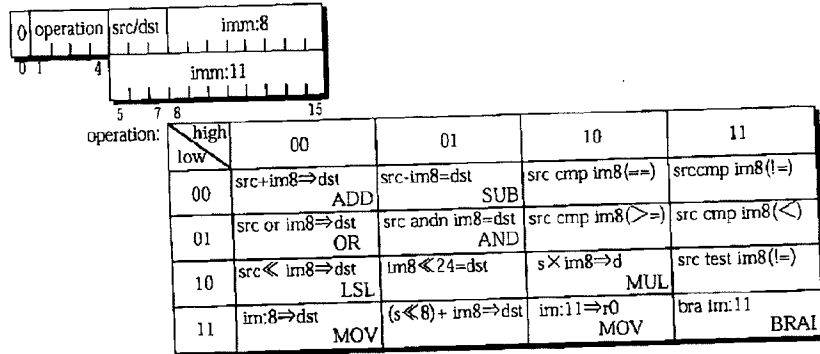 0 operation src/dst imm:8
0 1 4 imm:11
5 7 8 15
operation: high 00 01 10 11
low
00 src+im8⇒dst ADD src-im8=dst SUB src cmp im8(==) srccmp im8(!=)
01 src or im8⇒dst OR src andn im8=dst AND src cmp im8(>=) src cmp im8(<)
10 src≪ im8⇒dst LSL im8≪24=dst s×im8⇒d MUL src test im8(!=)
11 im:8⇒dst MOV (s≪8)+ im8⇒dst im:11⇒r0 MOV bra im:11 BRAI